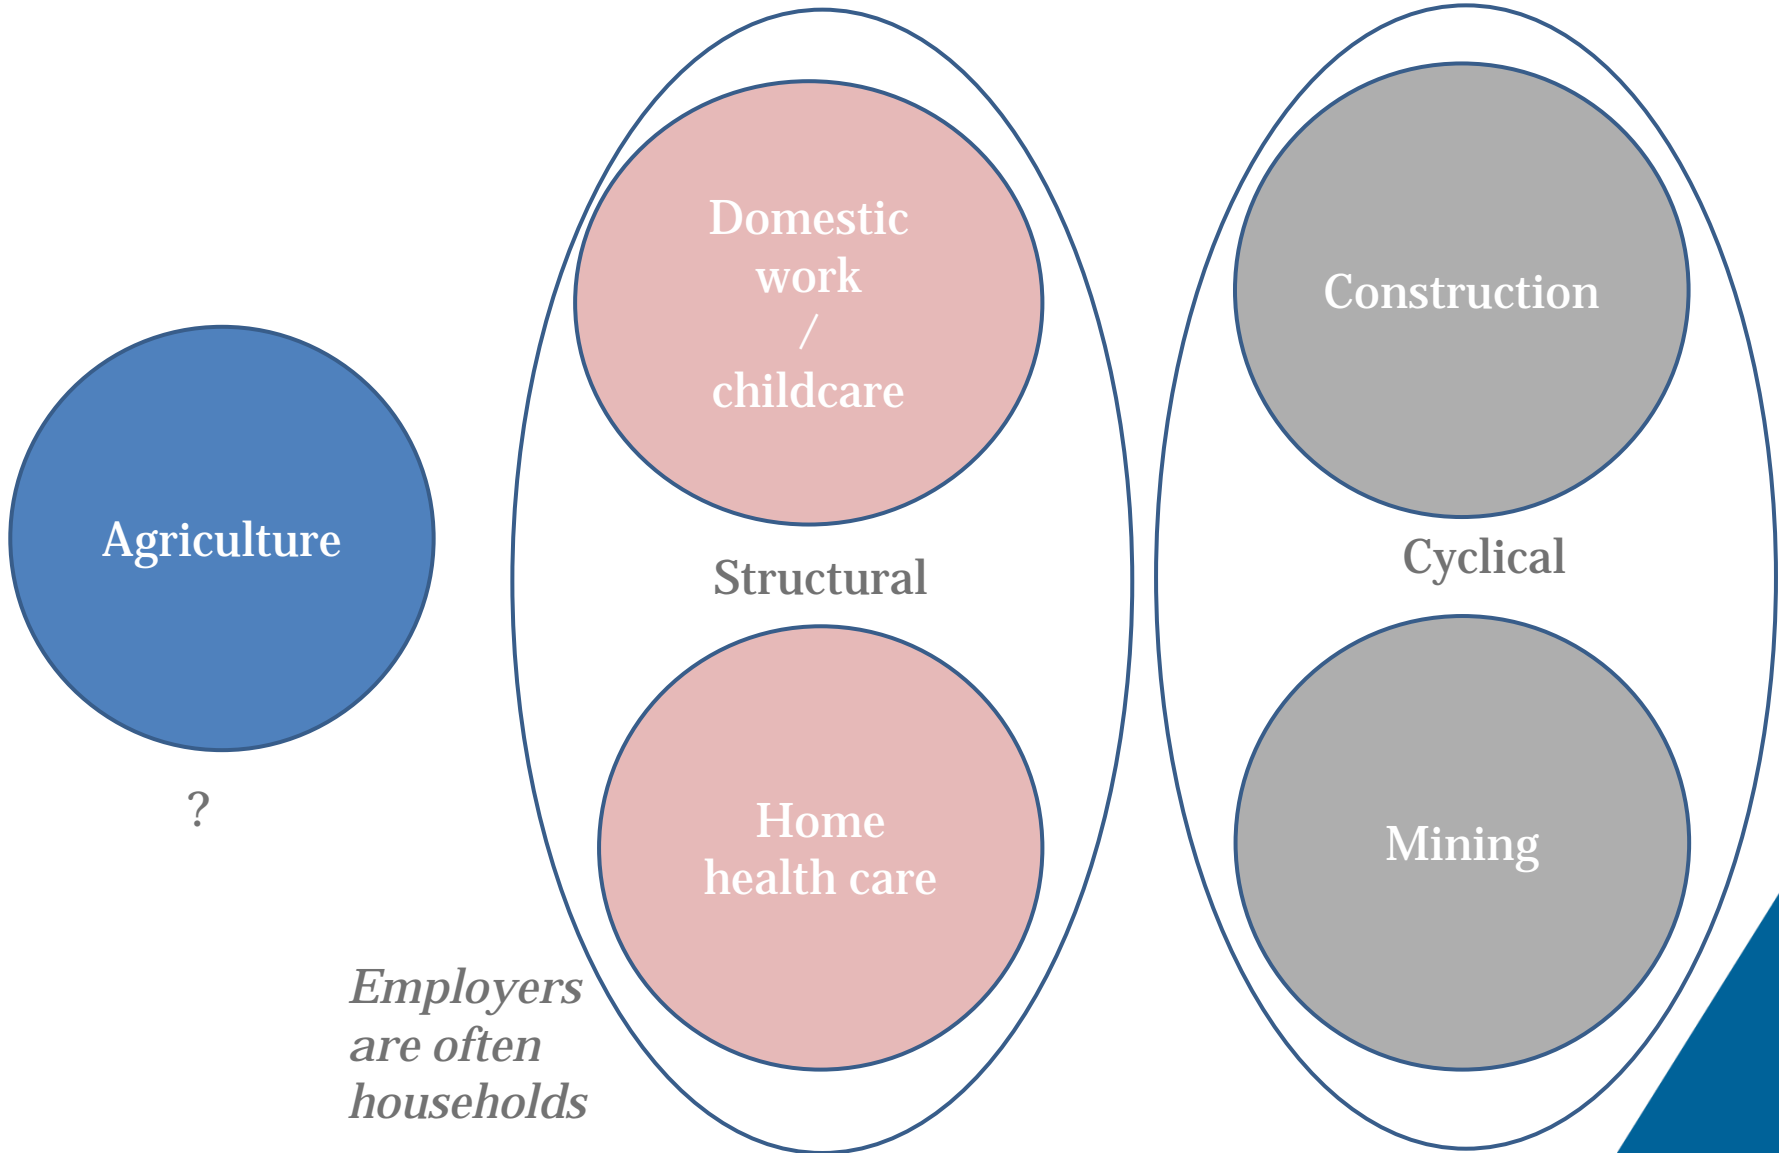 Agriculture
?
Domestic
work
/
childcare
Structural
Home
health care
Employers
are often
households
Construction
Cyclical
Mining